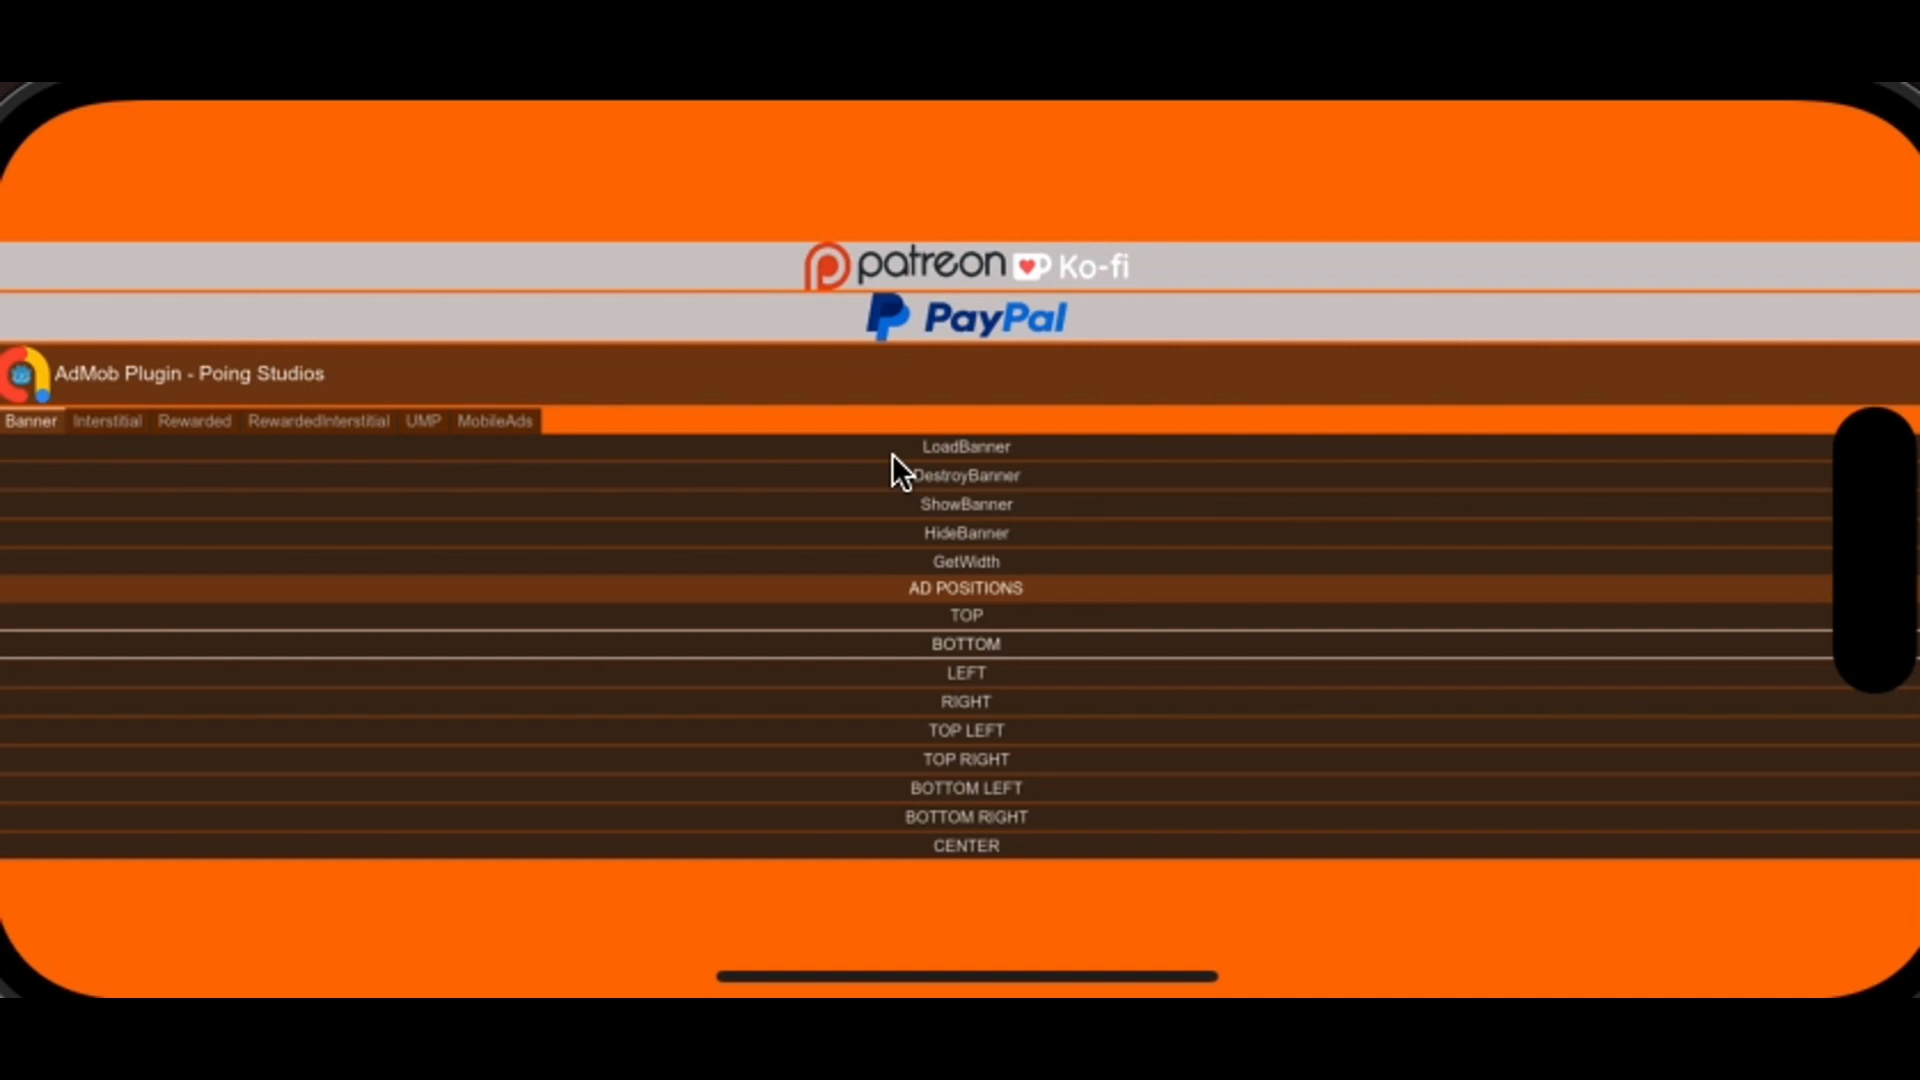 patreon Ko-fi
PayPal
AdMob Plugin - Poing Studios
Banner Interstitial Rewarded RewardedInterstitial UMP MobileAds
LoadBanner
DestroyBanner
ShowBanner
HideBanner
GetWidth
AD POSITIONS
TOP
BOTTOM
LEFT
RIGHT
TOP LEFT
TOP RIGHT
BOTTOM LEFT
BOTTOM RIGHT
CENTER